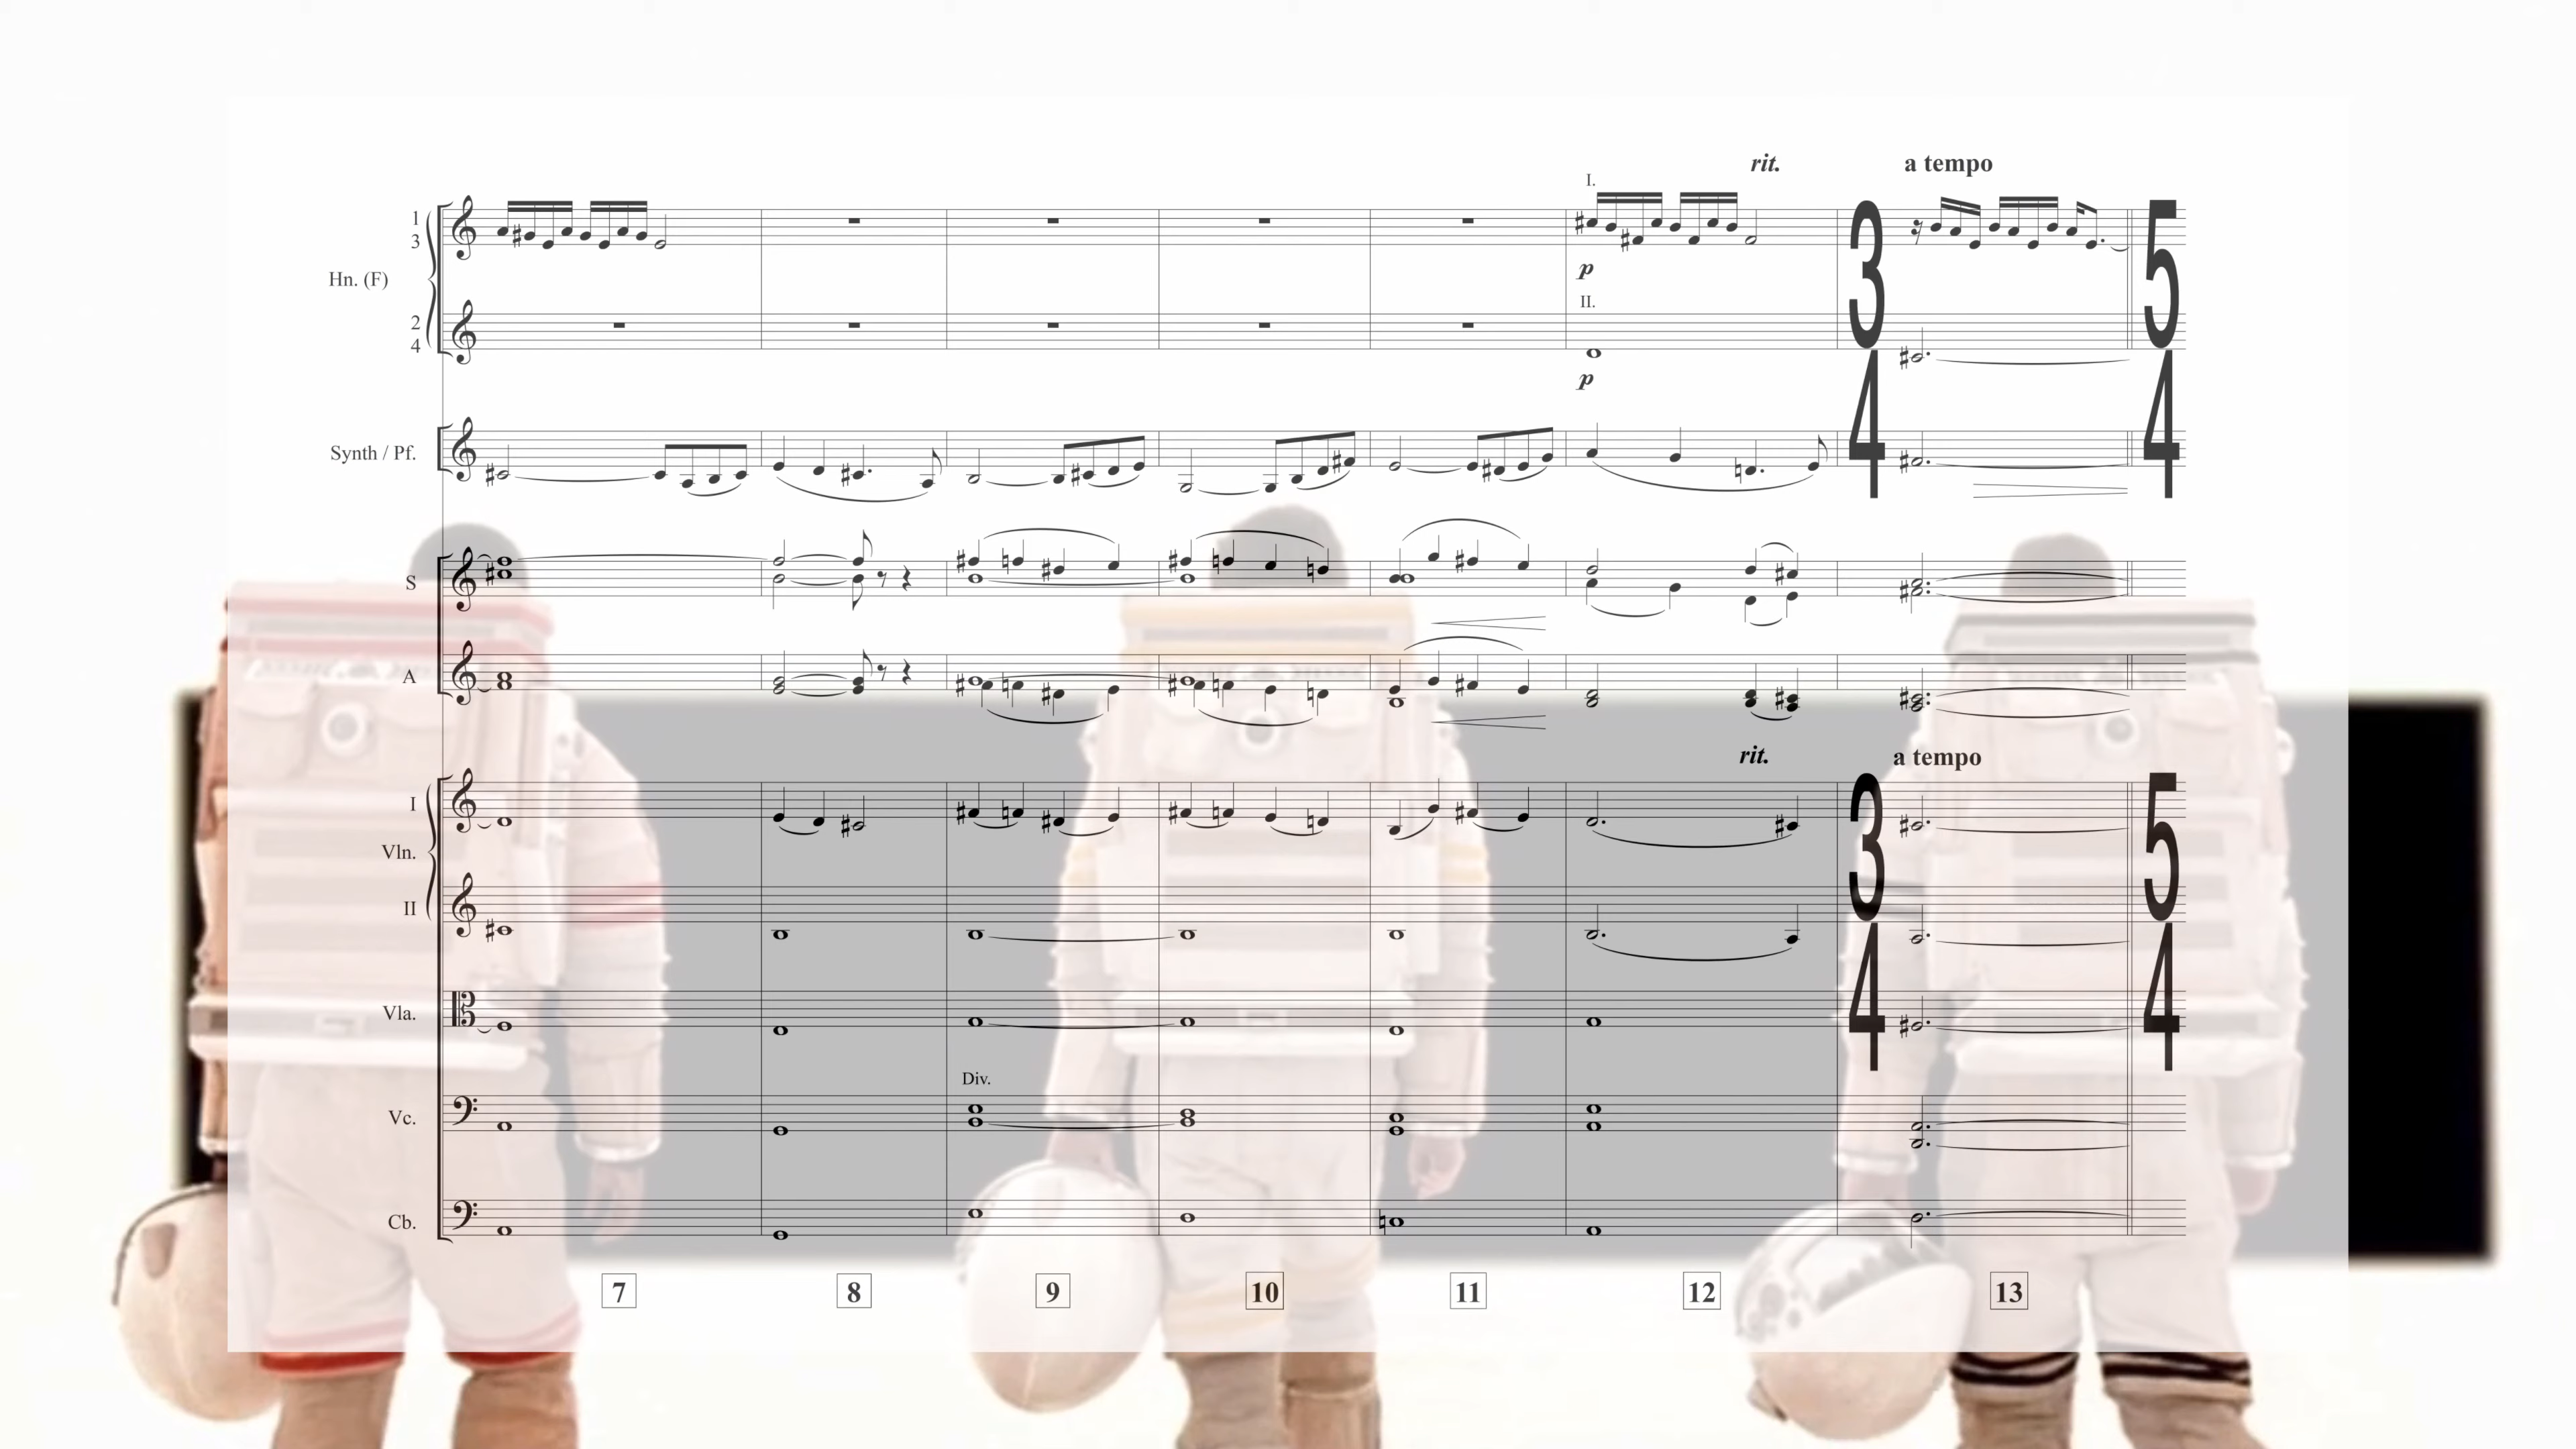 rit.
a tempo
I.
1
3
Hn. (F)
p
3
4
5
4
II.
2
4
p
Synth / Pf.
S
A
rit.
a tempo
I
Vln.
II
3
4
5
4
Vla.
Div.
Vc.
Cb.
7 8 9 10 11 12 13